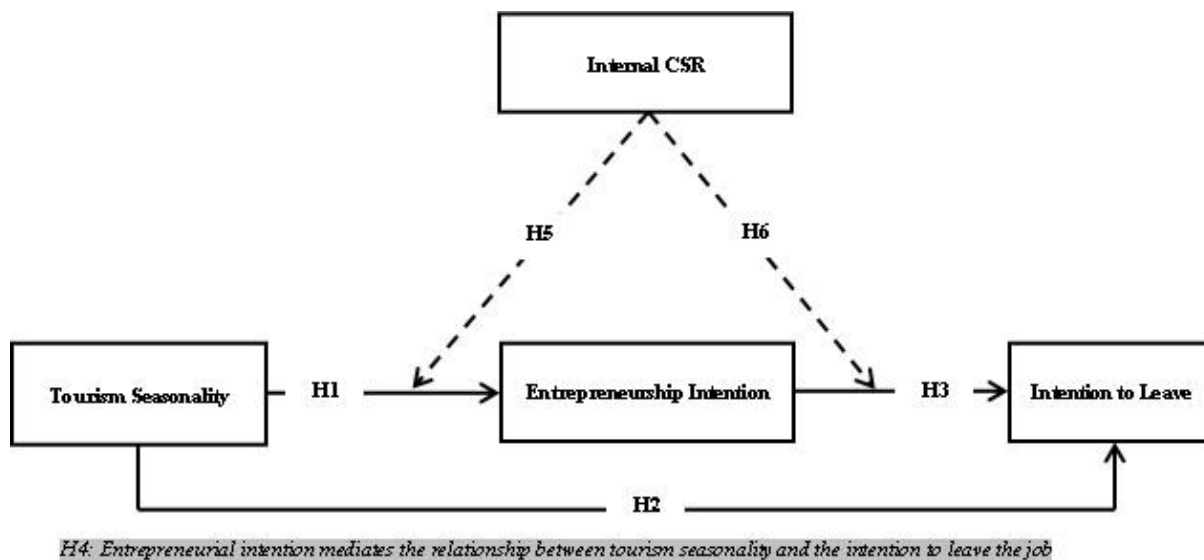 Internal CSR
H5
H6
Tourism Seasonality
H1
Entrepreneurship Intention
H3
Intention to Leave
H2
H4: Entrepreneurial intention mediates the relationship between tourism seasonality and the intention to leave the job